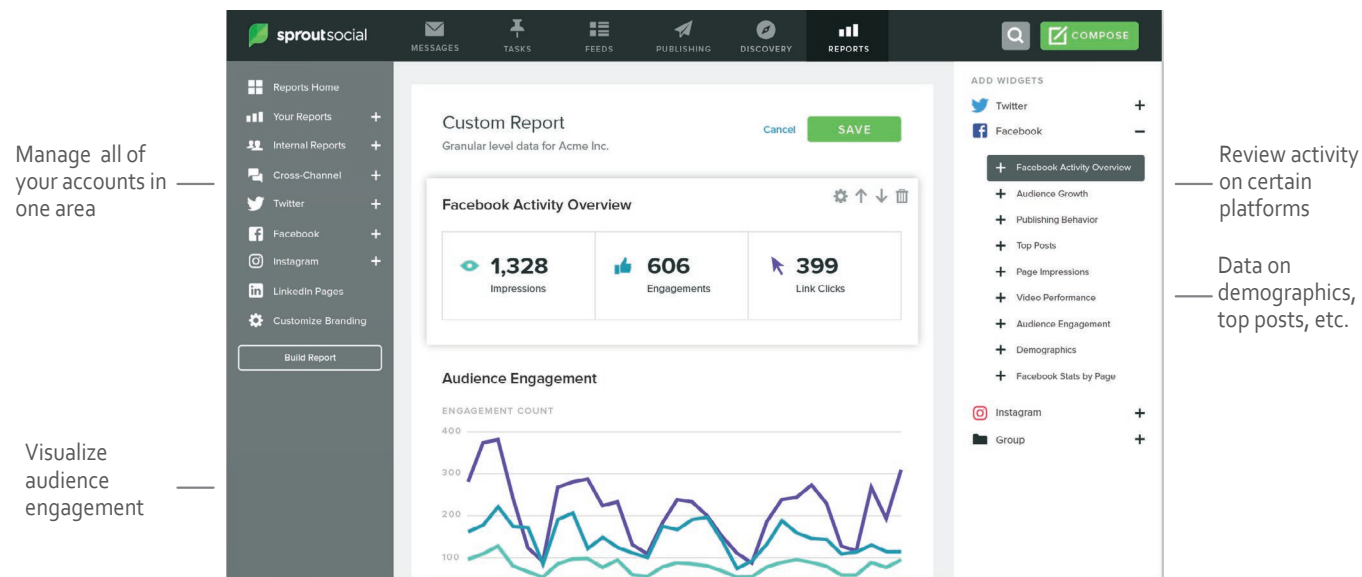 sproutsocial
MESSAGES
TASKS
FEEDS
PUBLISHING
DISCOVERY
REPORTS
COMPOSE
Manage all of
your accounts in
one area
Visualize
audience
engagement
Reports Home
Your Reports +
Internal Reports +
Cross-Channel +
Twitter +
Facebook +
Instagram +
LinkedIn Pages
Customize Branding
Build Report
Custom Report
Granular level data for Acme Inc.
Cancel
SAVE
Facebook Activity Overview
1,328
Impressions
606
Engagements
399
Link Clicks
Audience Engagement
ENGAGEMENT COUNT
400
300
200
100
ADD WIDGETS
Twitter +
Facebook –
+ Facebook Activity Overview
+ Audience Growth
+ Publishing Behavior
+ Top Posts
+ Page Impressions
+ Video Performance
+ Audience Engagement
+ Demographics
+ Facebook Stats by Page
Instagram +
Group +
Review activity
on certain
platforms
Data on
demographics,
top posts, etc.